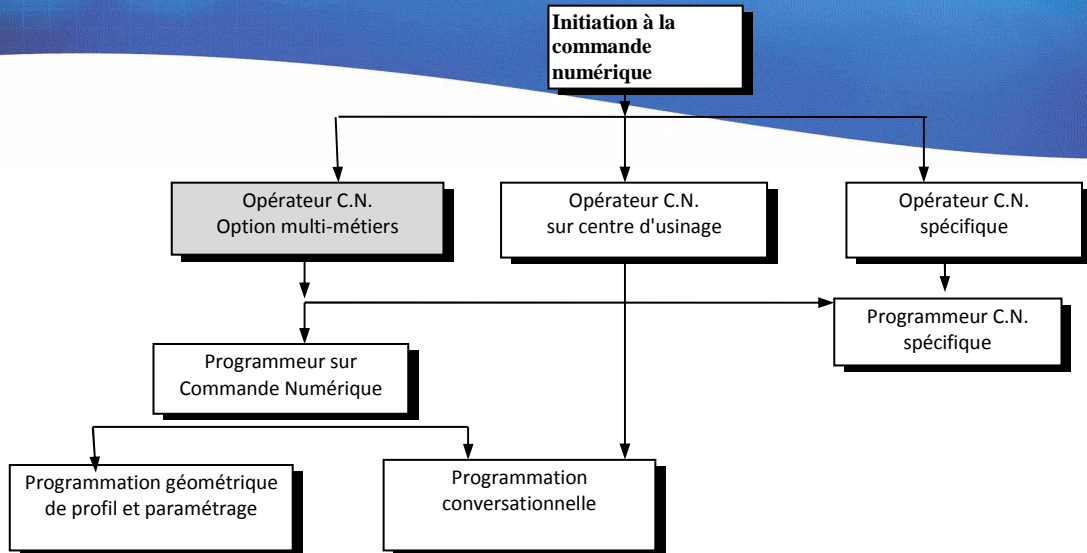 Initiation à la
commande
numérique
Opérateur C.N.
Option multi-métiers
Opérateur C.N.
sur centre d'usinage
Opérateur C.N.
spécifique
Programmeur C.N.
spécifique
Programmeur sur
Commande Numérique
Programmation géométrique
de profil et paramétrage
Programmation
conversationnelle